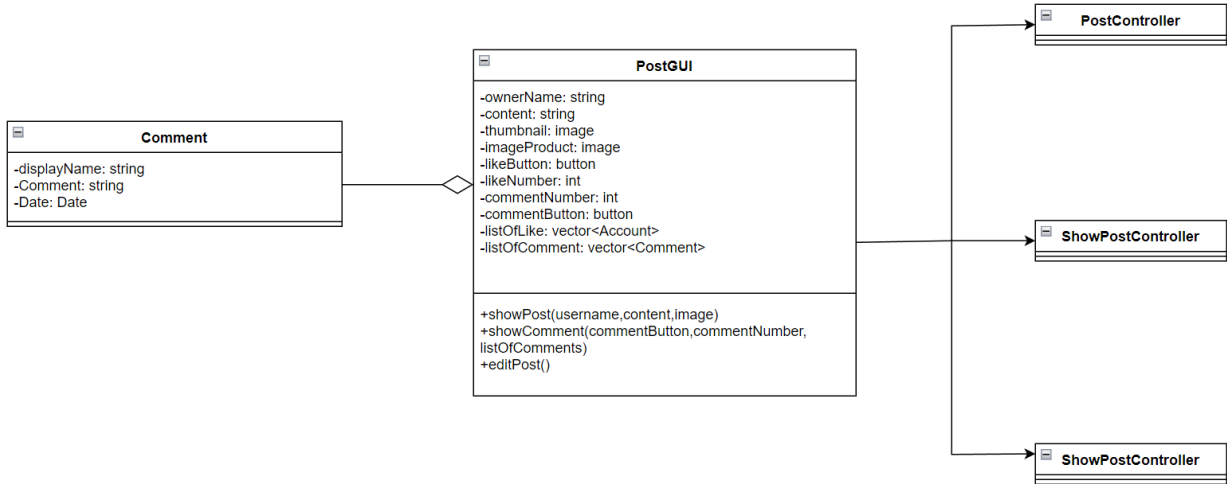 Comment
-displayName: string
-Comment: string
-Date: Date
PostGUI
-ownerName: string
-content: string
-thumbnail: image
-imageProduct: image
-likeButton: button
-likeNumber: int
-commentNumber: int
-commentButton: button
-listOfLike: vector<Account>
-listOfComment: vector<Comment>
+showPost(username,content,image)
+showComment(commentButton,commentNumber,
listOfComments)
+editPost()
PostController
ShowPostController
ShowPostController